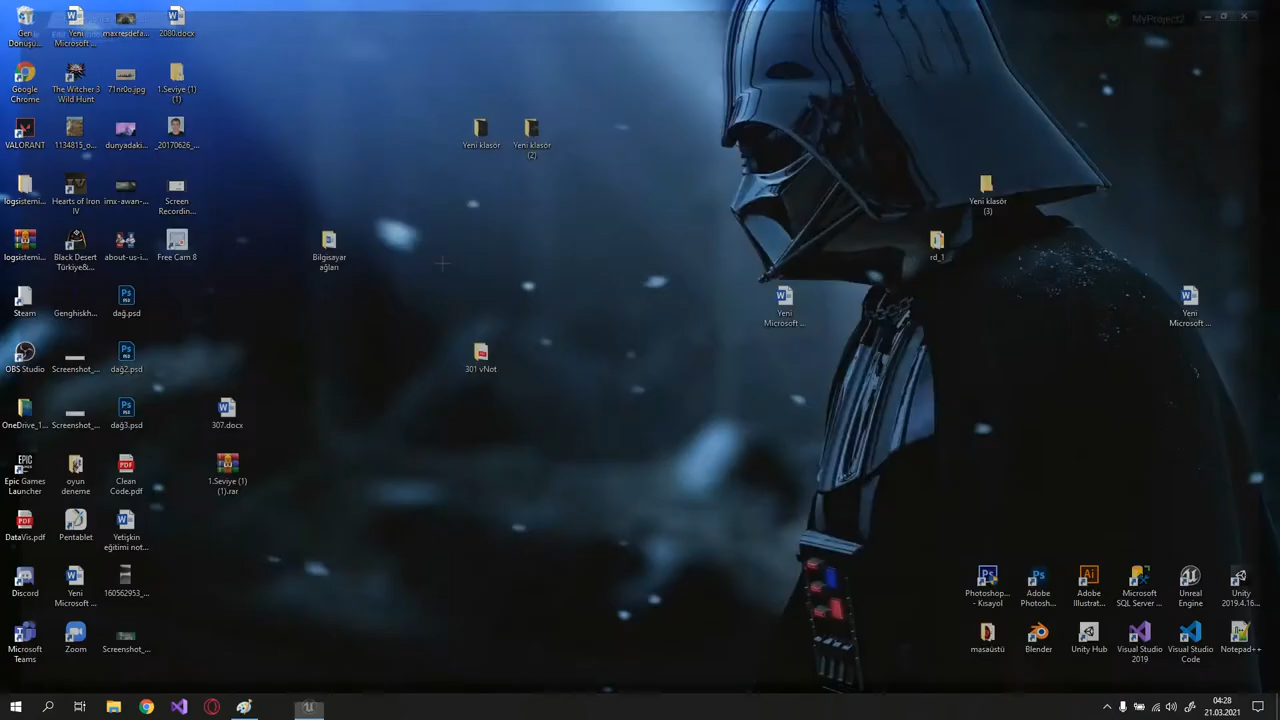 MyProject2
Geri
Dönüşü...
Yeni
Microsoft...
maxresdefa...
2080.docx
Google
Chrome
The Witcher 3
Wild Hunt
71nr0o.jpg
1.Seviye (1)
(1)
VALORANT
1134815_o...
dunyadaki...
_20170626_...
Yeni klasör
Yeni klasör
(2)
logsistemi...
Hearts of Iron
IV
imx-awan-...
Screen
Recordin...
Yeni klasör
(3)
logsistemi...
Black Desert
Türkiye&...
about-us-i...
Free Cam 8
Bilgisayar
ağları
rd_1
Steam
Genghiskh...
dağ.psd
Yeni
Microsoft ...
Yeni
Microsoft ...
OBS Studio
Screenshot_...
dağ2.psd
301 vNot
OneDrive_1...
Screenshot_...
dağ3.psd
307.docx
Epic Games
Launcher
oyun
deneme
Clean
Code.pdf
1.Seviye (1)
(1).rar
DataVis.pdf
Pentablet
Yetişkin
eğitimi not...
Discord
Yeni
Microsoft ...
160562953_...
Photoshop...
- Kısayol
Adobe
Photosh...
Adobe
Illustrat...
Microsoft
SQL Server ...
Unreal
Engine
Unity
2019.4.16...
Microsoft
Teams
Zoom
Screenshot_...
masaüstü
Blender
Unity Hub
Visual Studio
2019
Visual Studio
Code
Notepad++
04:28
21.03.2021